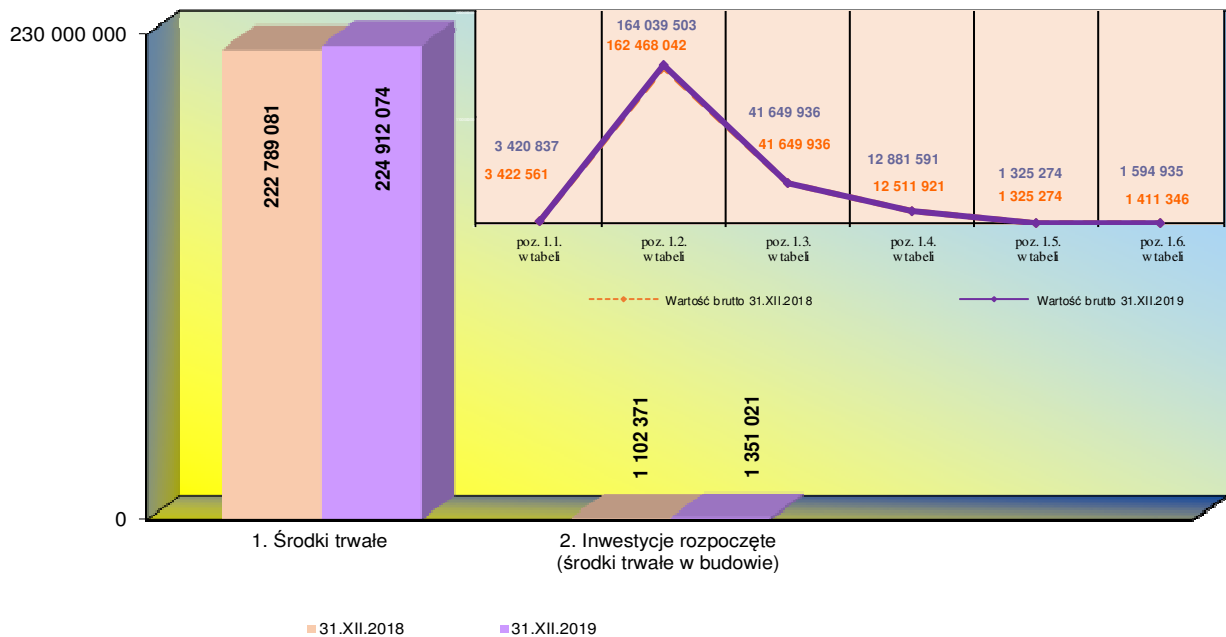 230 000 000
0
222 789 081
224 912 074
1 102 371
1 351 021
1. Środki trwałe
2. Inwestycje rozpoczęte
(środki trwałe w budowie)
31.XII.2018
31.XII.2019
164 039 503
162 468 042
3 420 837
3 422 561
41 649 936
41 649 936
12 881 591
12 511 921
1 325 274
1 325 274
1 594 935
1 411 346
poz. 1.1.
w tabeli
poz. 1.2.
w tabeli
poz. 1.3.
w tabeli
poz. 1.4.
w tabeli
poz. 1.5.
w tabeli
poz. 1.6.
w tabeli
Wartość brutto 31.XII.2018
Wartość brutto 31.XII.2019